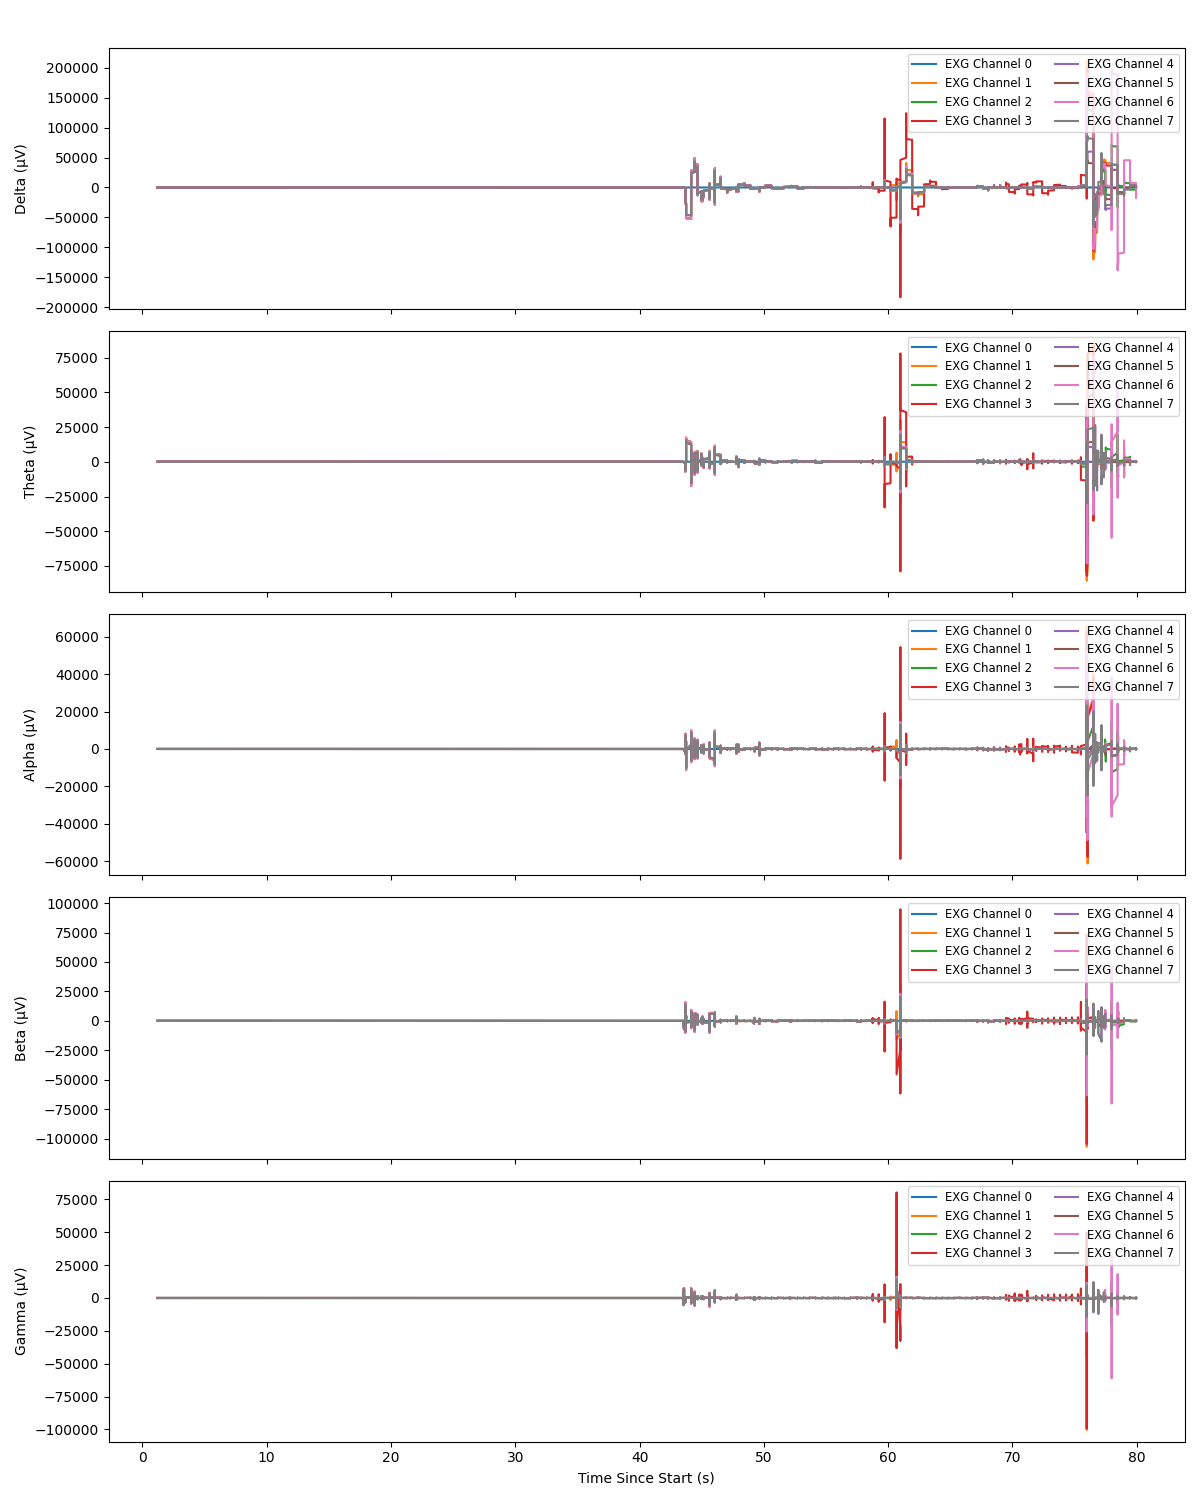 200000
150000
100000
50000
0
−50000
−100000
−150000
−200000
Delta (μV)
EXG Channel 0
EXG Channel 1
EXG Channel 2
EXG Channel 3
EXG Channel 4
EXG Channel 5
EXG Channel 6
EXG Channel 7
75000
50000
25000
0
−25000
−50000
−75000
Theta (μV)
EXG Channel 0
EXG Channel 1
EXG Channel 2
EXG Channel 3
EXG Channel 4
EXG Channel 5
EXG Channel 6
EXG Channel 7
60000
40000
20000
0
−20000
−40000
−60000
Alpha (μV)
EXG Channel 0
EXG Channel 1
EXG Channel 2
EXG Channel 3
EXG Channel 4
EXG Channel 5
EXG Channel 6
EXG Channel 7
100000
75000
50000
25000
0
−25000
−50000
−75000
−100000
Beta (μV)
EXG Channel 0
EXG Channel 1
EXG Channel 2
EXG Channel 3
EXG Channel 4
EXG Channel 5
EXG Channel 6
EXG Channel 7
75000
50000
25000
0
−25000
−50000
−75000
−100000
Gamma (μV)
EXG Channel 0
EXG Channel 1
EXG Channel 2
EXG Channel 3
EXG Channel 4
EXG Channel 5
EXG Channel 6
EXG Channel 7
0 10 20 30 40 50 60 70 80
Time Since Start (s)